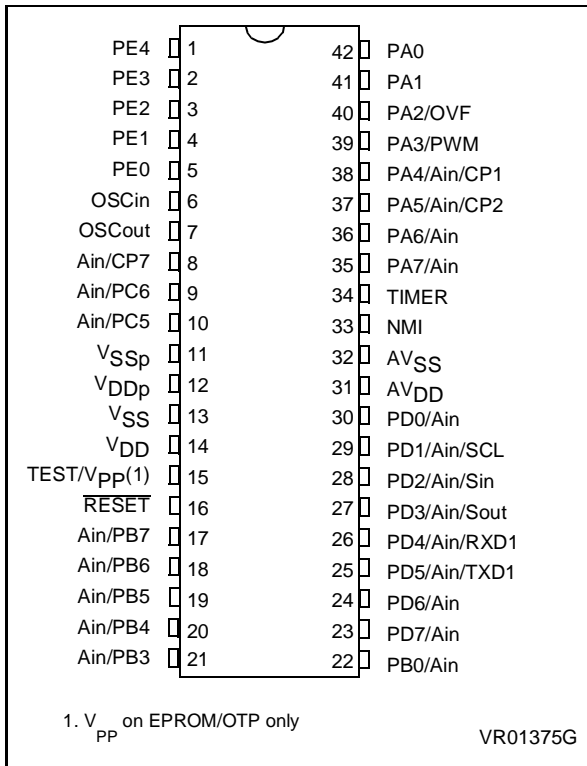 PE4 1 42 PA0
PE3 2 41 PA1
PE2 3 40 PA2/OVF
PE1 4 39 PA3/PWM
PE0 5 38 PA4/Ain/CP1
OSCin 6 37 PA5/Ain/CP2
OSCout 7 36 PA6/Ain
Ain/CP7 8 35 PA7/Ain
Ain/PC6 9 34 TIMER
Ain/PC5 10 33 NMI
VSSp 11 32 AVSS
VDDp 12 31 AVDD
VSS 13 30 PD0/Ain
VDD 14 29 PD1/Ain/SCL
TEST/VPP(1) 15 28 PD2/Ain/Sin
RESET 16 27 PD3/Ain/Sout
Ain/PB7 17 26 PD4/Ain/RXD1
Ain/PB6 18 25 PD5/Ain/TXD1
Ain/PB5 19 24 PD6/Ain
Ain/PB4 20 23 PD7/Ain
Ain/PB3 21 22 PB0/Ain
1. VPP on EPROM/OTP only
VR01375G